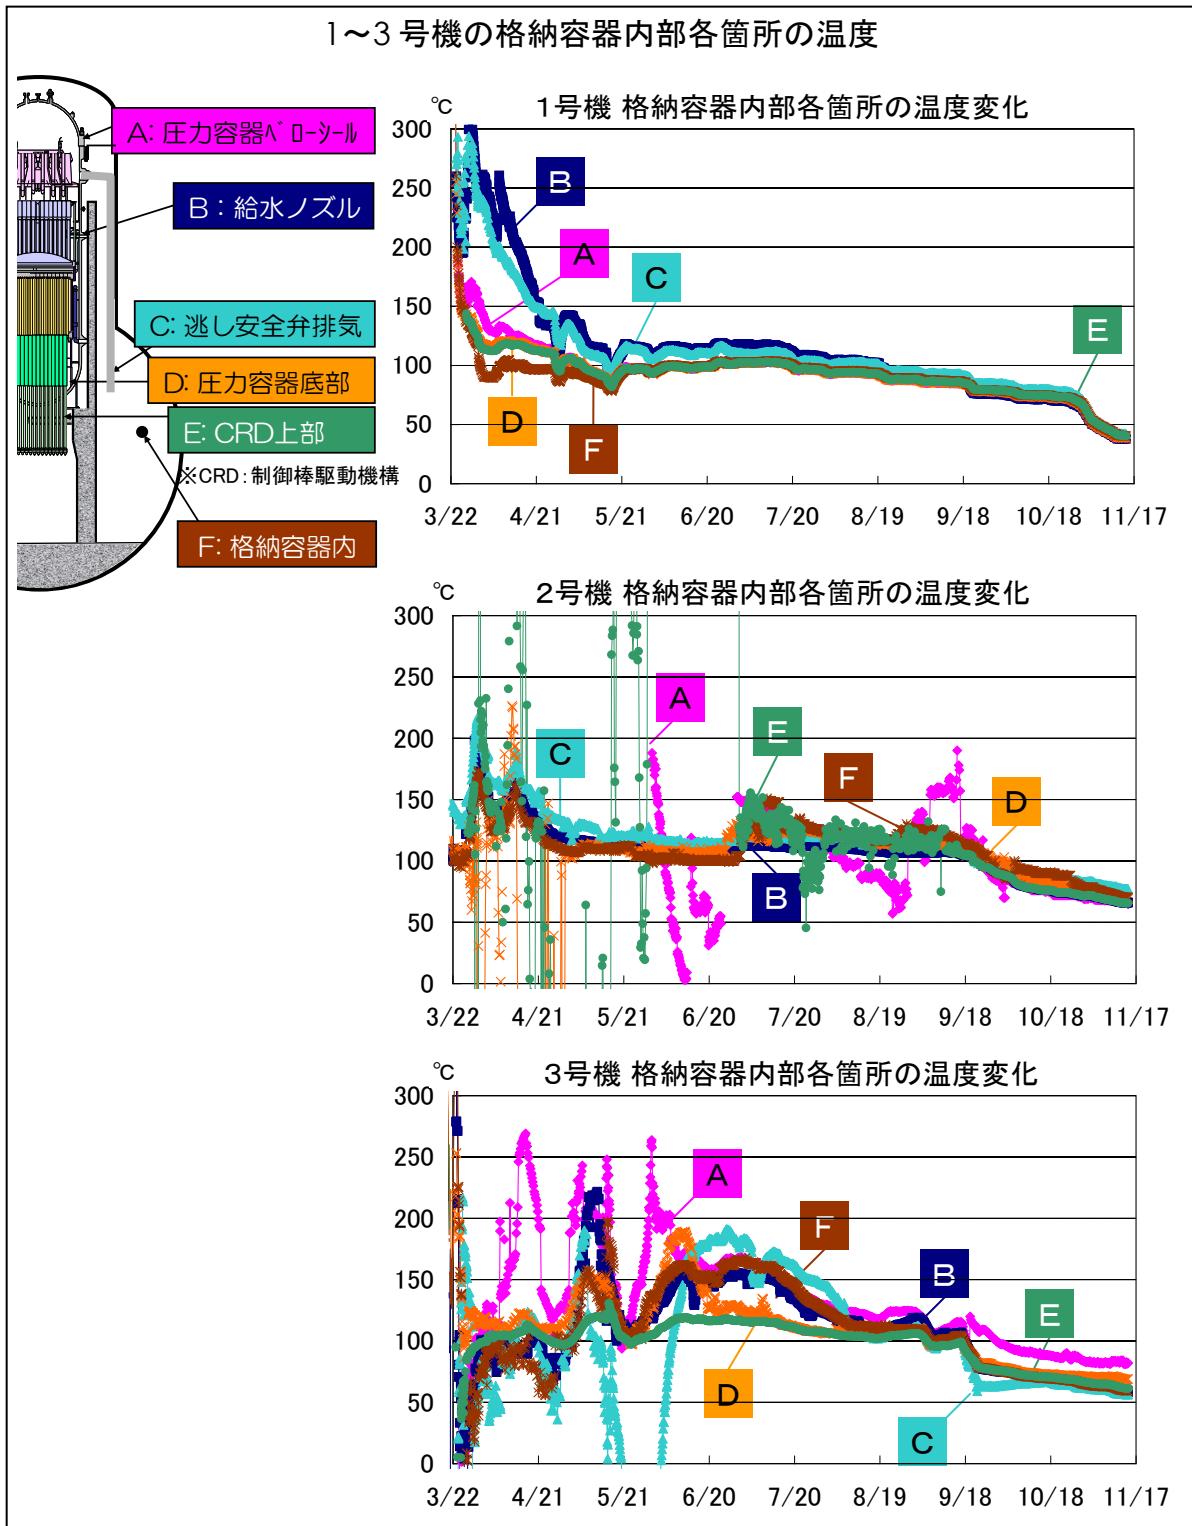 1～3号機の格納容器内部各箇所の温度
A: 圧力容器ﾍﾞﾛｰｼｰﾙ
B：給水ノズル
C: 逃し安全弁排気
D: 圧力容器底部
E: CRD上部
※CRD：制御棒駆動機構
F: 格納容器内
℃
1号機 格納容器内部各箇所の温度変化
300
250
200
150
100
50
0
B
A
C
E
D
F
3/22 4/21 5/21 6/20 7/20 8/19 9/18 10/18 11/17
℃
2号機 格納容器内部各箇所の温度変化
300
250
200
150
100
50
0
A
E
C
F
D
B
3/22 4/21 5/21 6/20 7/20 8/19 9/18 10/18 11/17
℃
3号機 格納容器内部各箇所の温度変化
300
250
200
150
100
50
0
A
F
B
E
D
C
3/22 4/21 5/21 6/20 7/20 8/19 9/18 10/18 11/17